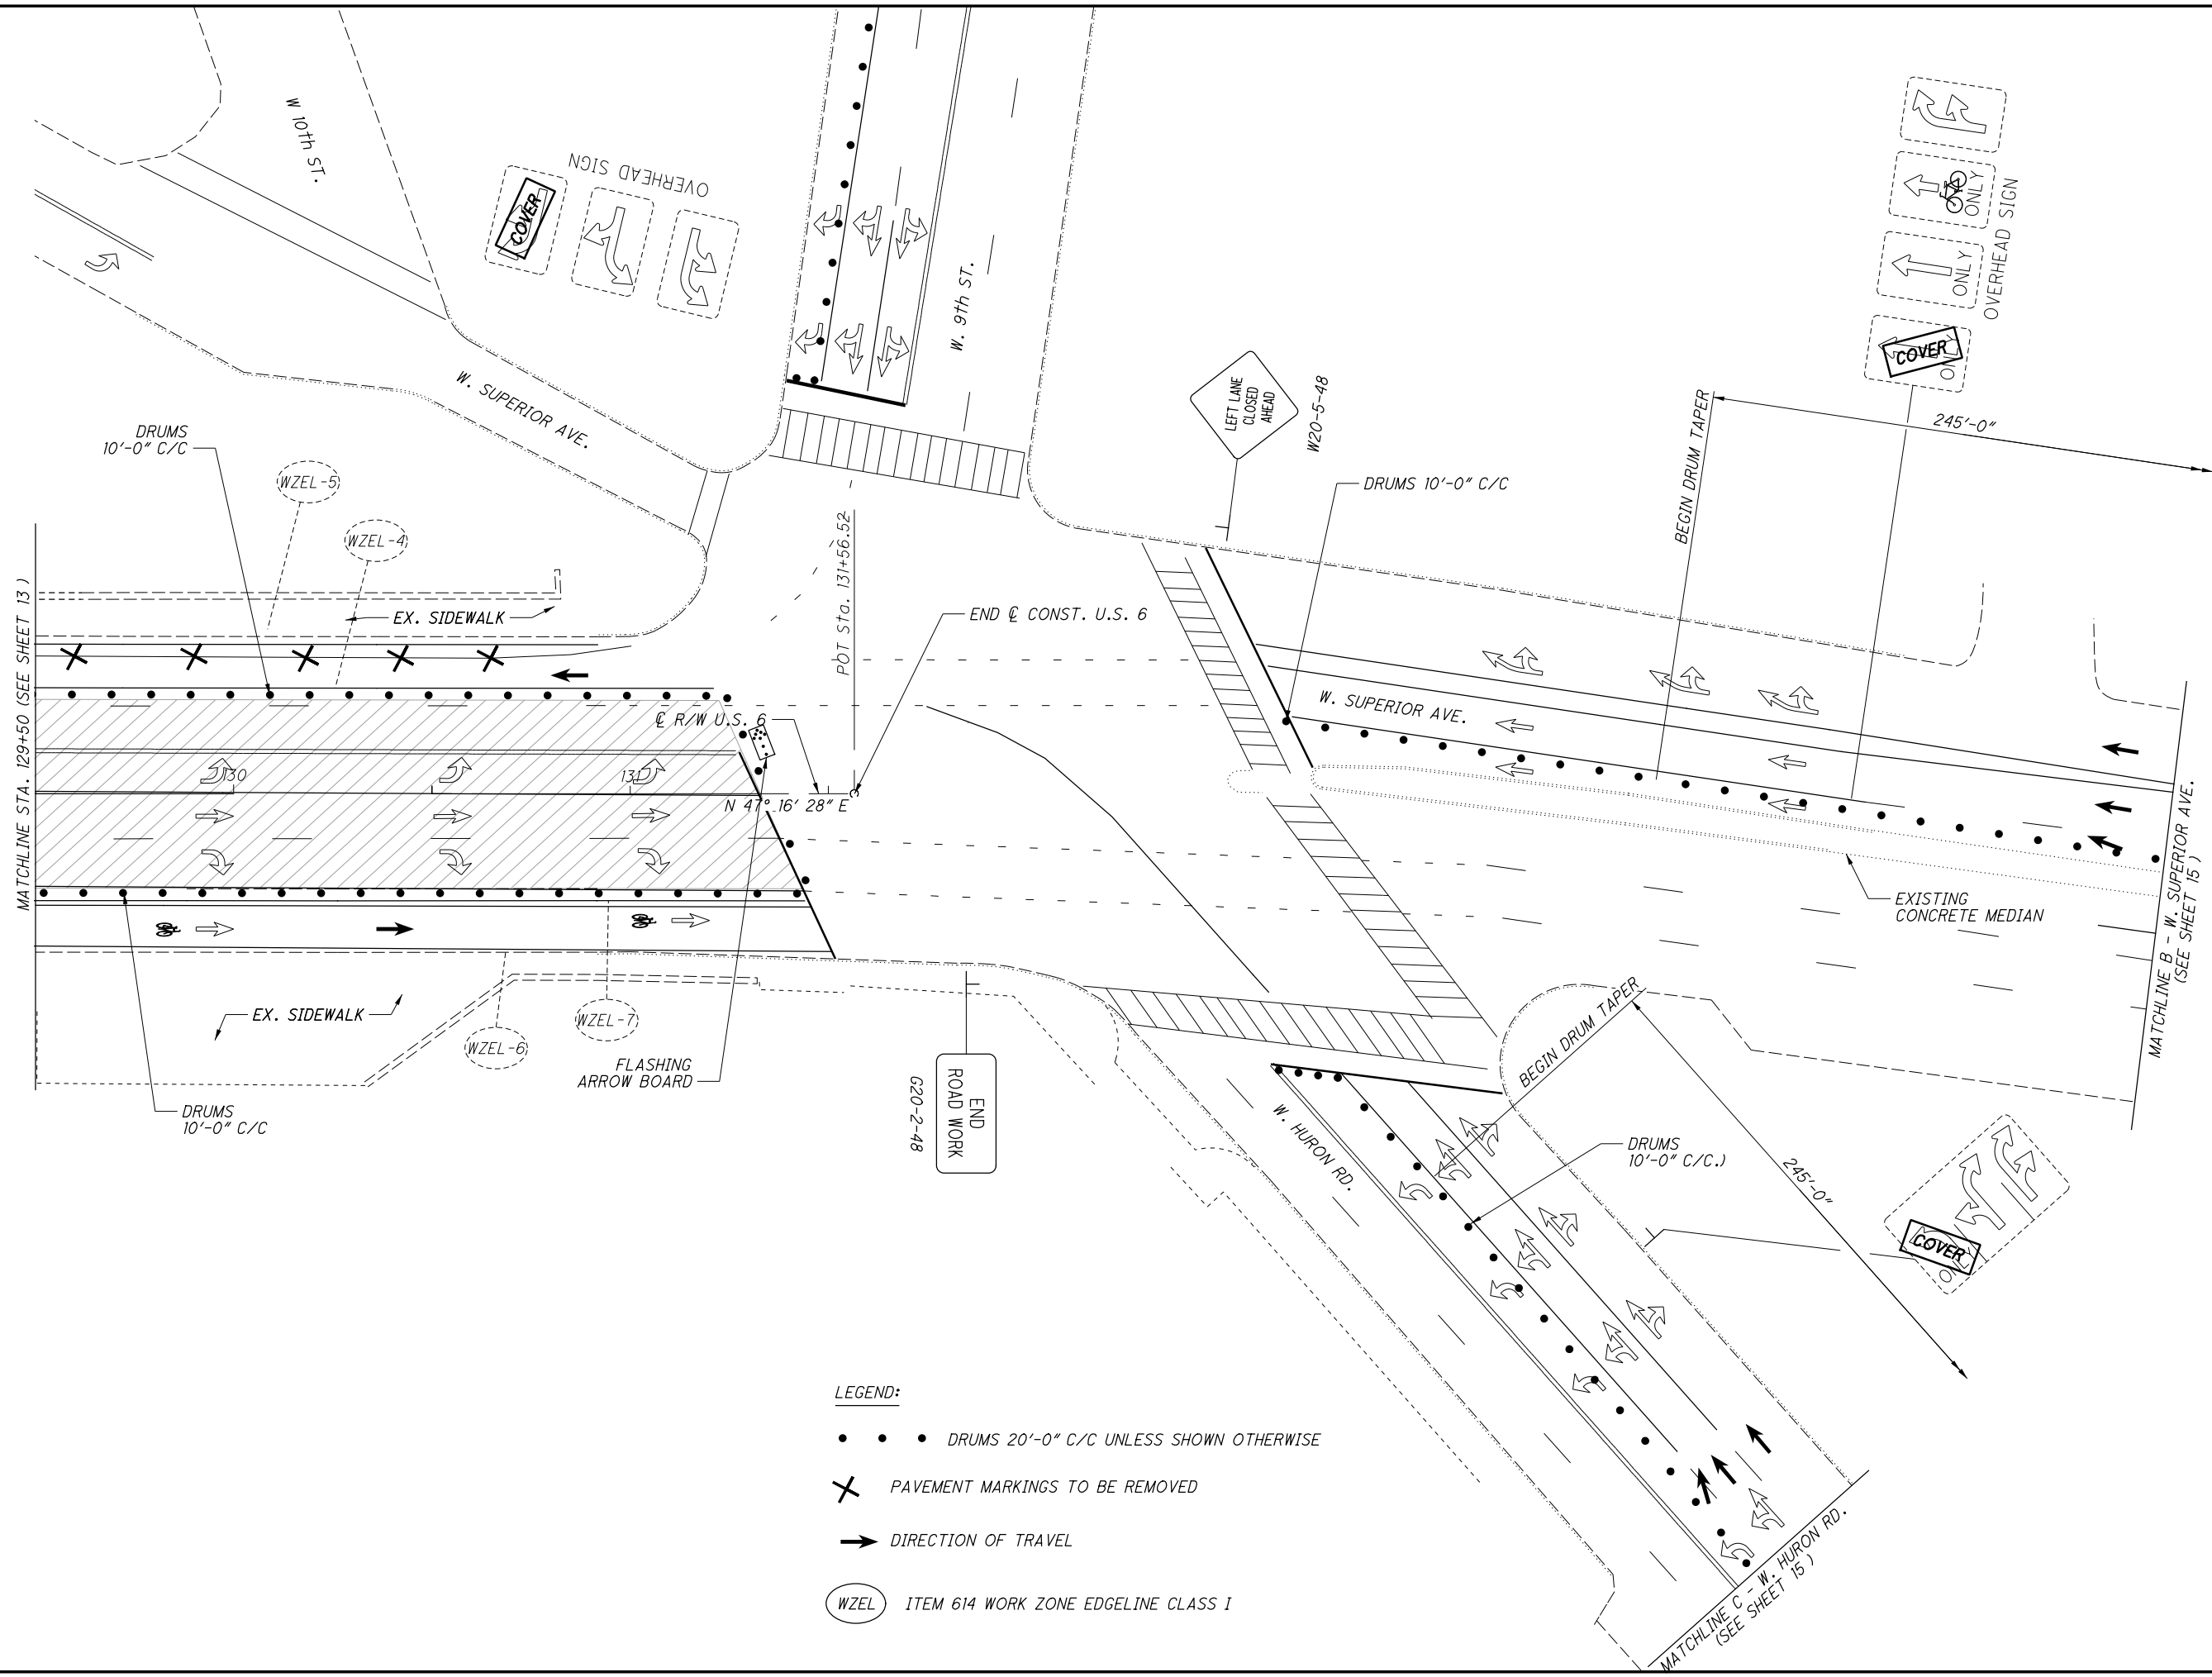 W 10th ST.
OVERHEAD SIGN
COVER
W. SUPERIOR AVE.
W. 9th ST.
LEFT LANE
CLOSED
AHEAD
W20-5-48
ONLY
ONLY
COVER
ONLY
OVERHEAD SIGN
BEGIN DRUM TAPER
245'-0"
DRUMS
10'-0" C/C
WZEL-5
WZEL-4
DRUMS 10'-0" C/C
MATCHLINE STA. 129+50 (SEE SHEET 13 )
EX. SIDEWALK
POT Sta. 131+56.52
END ℄ CONST. U.S. 6
℄ R/W U.S. 6
W. SUPERIOR AVE.
130
131
N 47° 16' 28" E
EXISTING
CONCRETE MEDIAN
MATCHLINE B - W. SUPERIOR AVE.
(SEE SHEET 15 )
EX. SIDEWALK
WZEL-6
WZEL-7
FLASHING
ARROW BOARD
DRUMS
10'-0" C/C
END
ROAD WORK
G20-2-48
W. HURON RD.
BEGIN DRUM TAPER
DRUMS
10'-0" C/C.)
245'-0"
COVER
ONLY
MATCHLINE C - W. HURON RD.
(SEE SHEET 15 )
LEGEND:
DRUMS 20'-0" C/C UNLESS SHOWN OTHERWISE
PAVEMENT MARKINGS TO BE REMOVED
DIRECTION OF TRAVEL
WZEL ITEM 614 WORK ZONE EDGELINE CLASS I